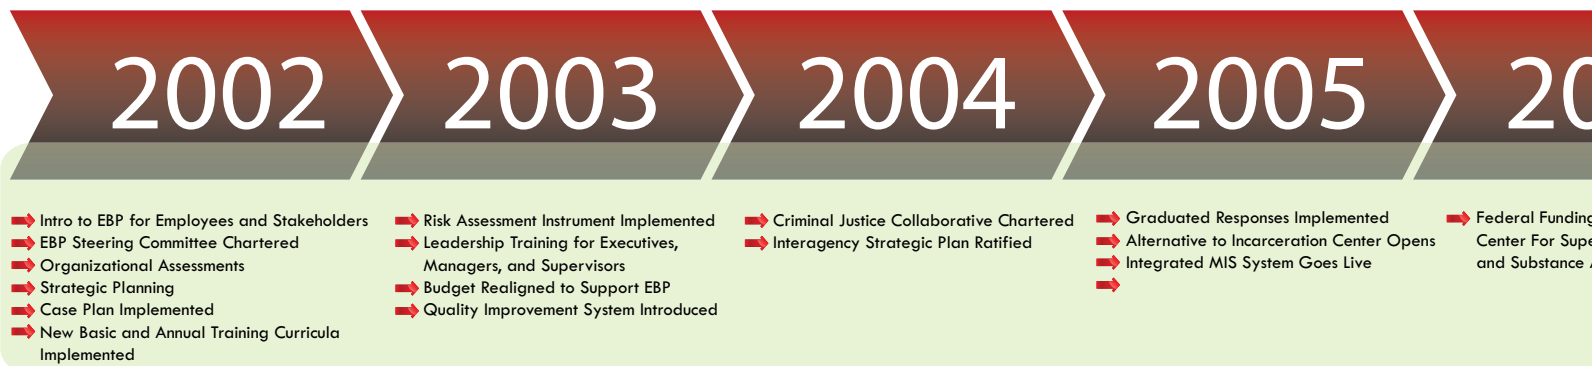 2002
2003
2004
2005
20
Intro to EBP for Employees and Stakeholders
EBP Steering Committee Chartered
Organizational Assessments
Strategic Planning
Case Plan Implemented
New Basic and Annual Training Curricula
Implemented
Risk Assessment Instrument Implemented
Leadership Training for Executives,
Managers, and Supervisors
Budget Realigned to Support EBP
Quality Improvement System Introduced
Criminal Justice Collaborative Chartered
Interagency Strategic Plan Ratified
Graduated Responses Implemented
Alternative to Incarceration Center Opens
Integrated MIS System Goes Live
Federal Funding
Center For
and Substance